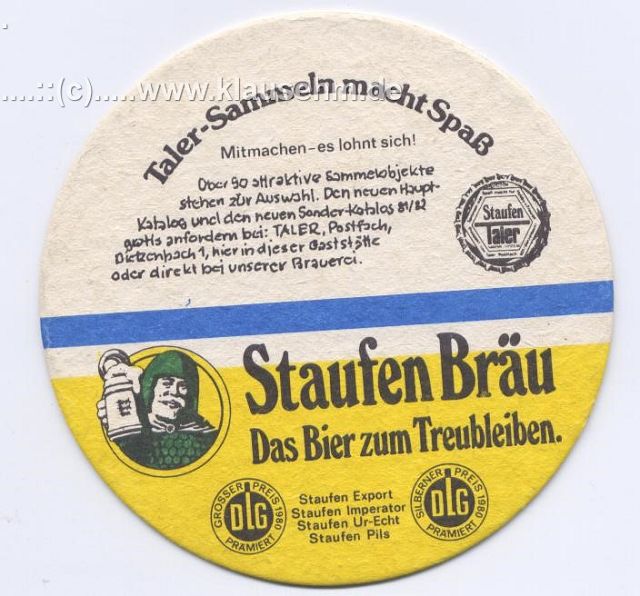 ....::(c).....www.klausehm.de
Taler-Sammeln macht Spaß
Mitmachen-es lohnt sich!
Über 90 attraktive Sammelobjekte
stehen zur Auswahl. Den neuen Haupt-
Katalog und den neuen Sonder-Katalog 81/82
gratis anfordern bei: TALER, Postfach,
Dietzenbach 1, hier in dieser Gaststätte
oder direkt bei unserer Brauerei.
Staufen
Taler
Staufen Bräu
Das Bier zum Treubleiben.
GROSSER PREIS 1980
DLG
PRÄMIERT
Staufen Export
Staufen Imperator
Staufen Ur-Echt
Staufen Pils
SILBERNER PREIS 1980
DLG
PRÄMIERT